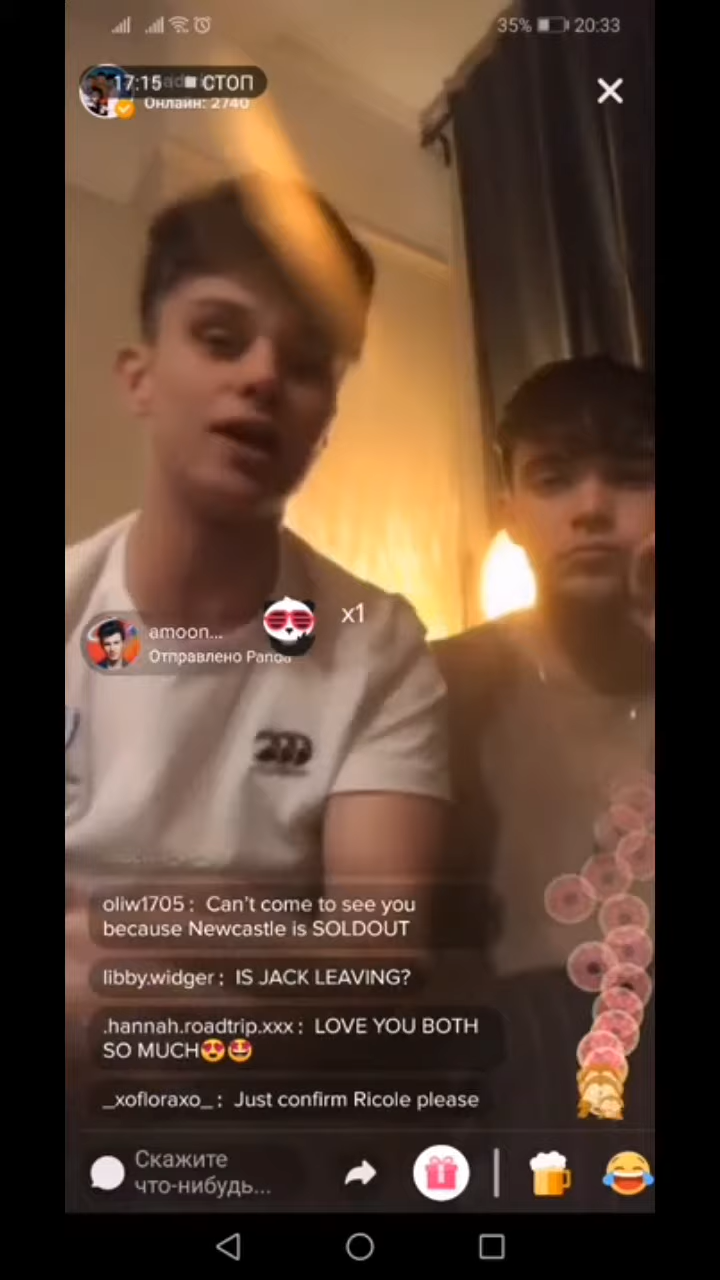 35% 20:33
17:15 СТОП
Онлайн: 2740
amoon... x1
Отправлено Panda
oliw1705 : Can't come to see you
because Newcastle is SOLDOUT
libby.widger : IS JACK LEAVING?
.hannah.roadtrip.xxx : LOVE YOU BOTH
SO MUCH😍🤩
_xofloraxo_ : Just confirm Ricole please
Скажите
что-нибудь...